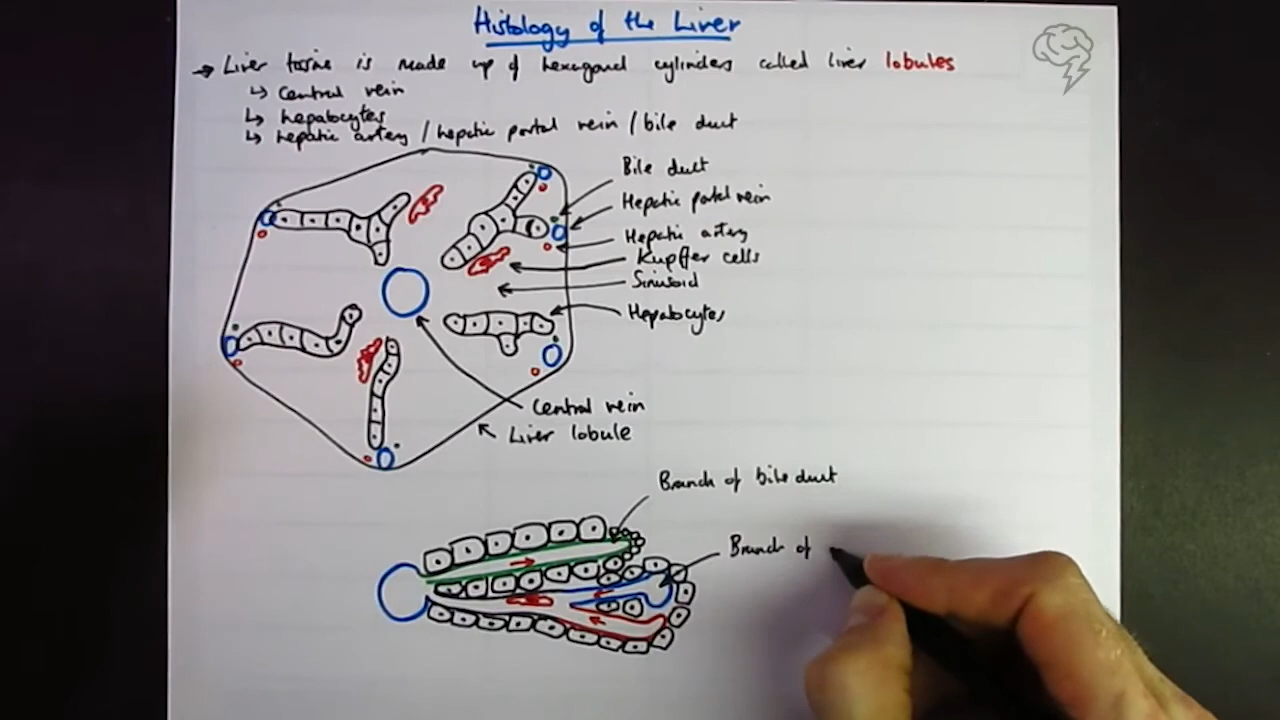 Histology of the Liver
→ Liver tissue is made up of hexagonal cylinders called liver lobules
↳ Central vein
↳ hepatocytes
↳ hepatic artery / hepatic portal vein / bile duct
Bile duct
Hepatic portal vein
Hepatic artery
Kupffer cells
Sinusoid
Hepatocytes
Central vein
Liver lobule
Branch of bile duct
Branch of